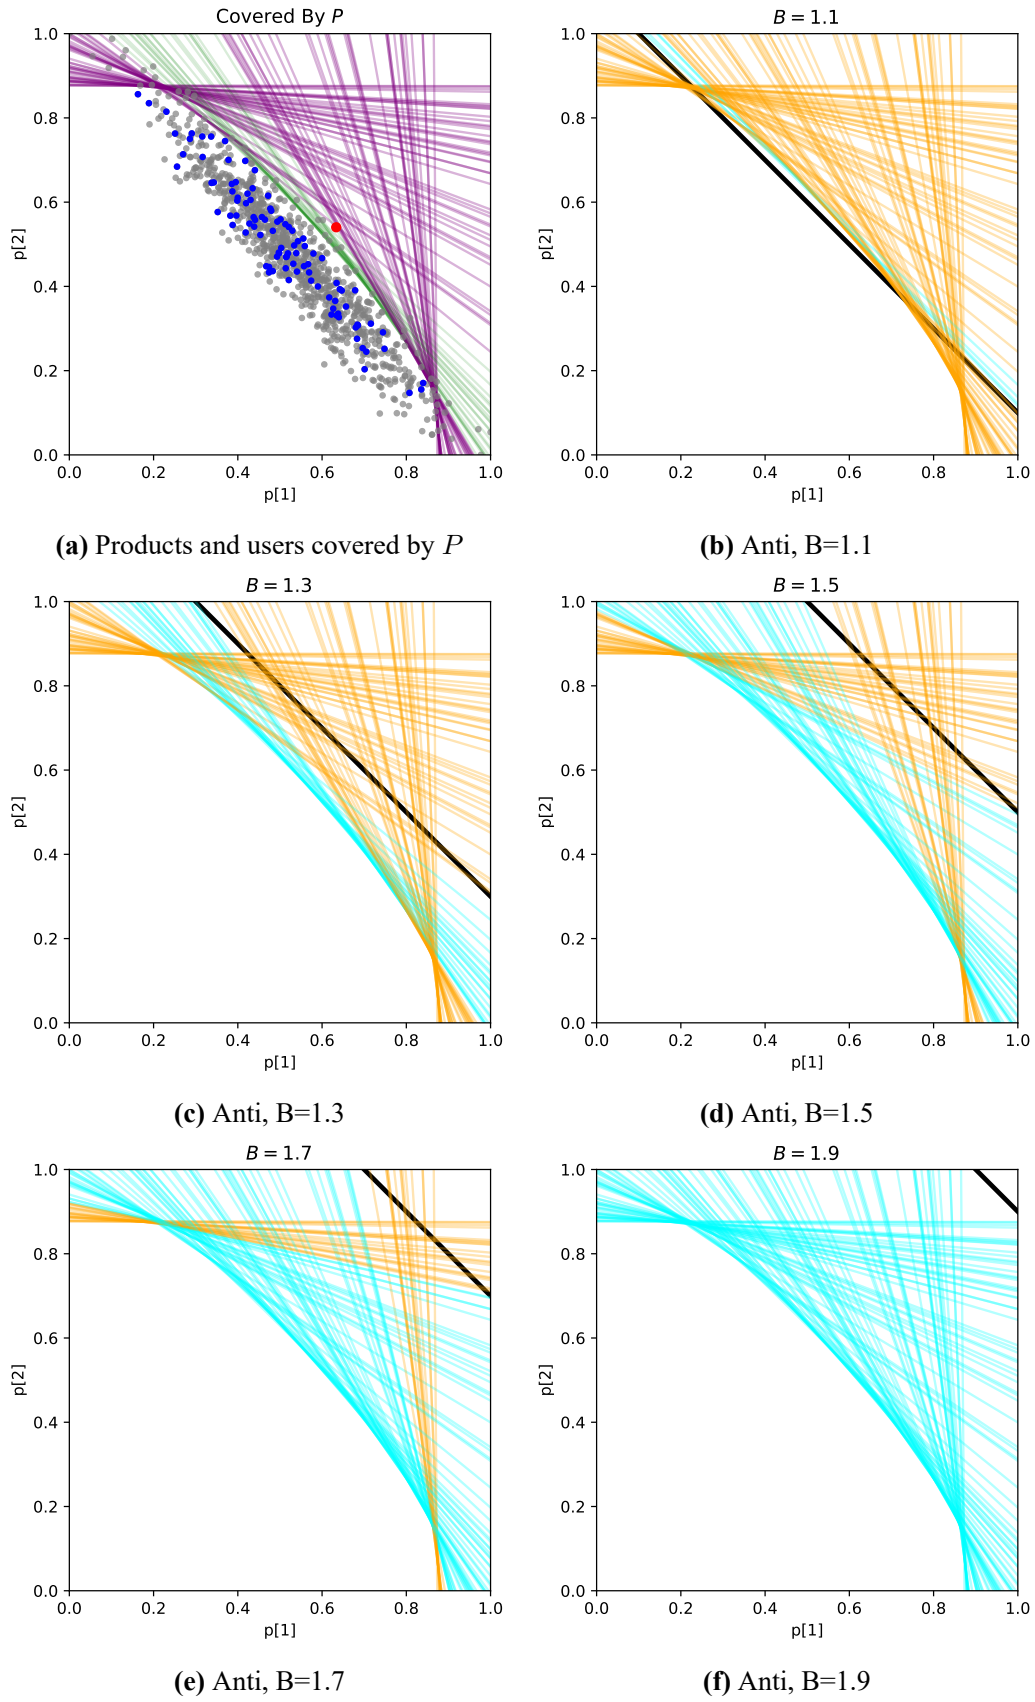 Covered By P
B = 1.1
1.0
0.8
0.6
0.4
0.2
0.0
p[2]
0.0 0.2 0.4 0.6 0.8 1.0
p[1]
1.0
0.8
0.6
0.4
0.2
0.0
p[2]
0.0 0.2 0.4 0.6 0.8 1.0
p[1]
(a) Products and users covered by P
(b) Anti, B=1.1
B = 1.3
B = 1.5
1.0
0.8
0.6
0.4
0.2
0.0
p[2]
0.0 0.2 0.4 0.6 0.8 1.0
p[1]
1.0
0.8
0.6
0.4
0.2
0.0
p[2]
0.0 0.2 0.4 0.6 0.8 1.0
p[1]
(c) Anti, B=1.3
(d) Anti, B=1.5
B = 1.7
B = 1.9
1.0
0.8
0.6
0.4
0.2
0.0
p[2]
0.0 0.2 0.4 0.6 0.8 1.0
p[1]
1.0
0.8
0.6
0.4
0.2
0.0
p[2]
0.0 0.2 0.4 0.6 0.8 1.0
p[1]
(e) Anti, B=1.7
(f) Anti, B=1.9